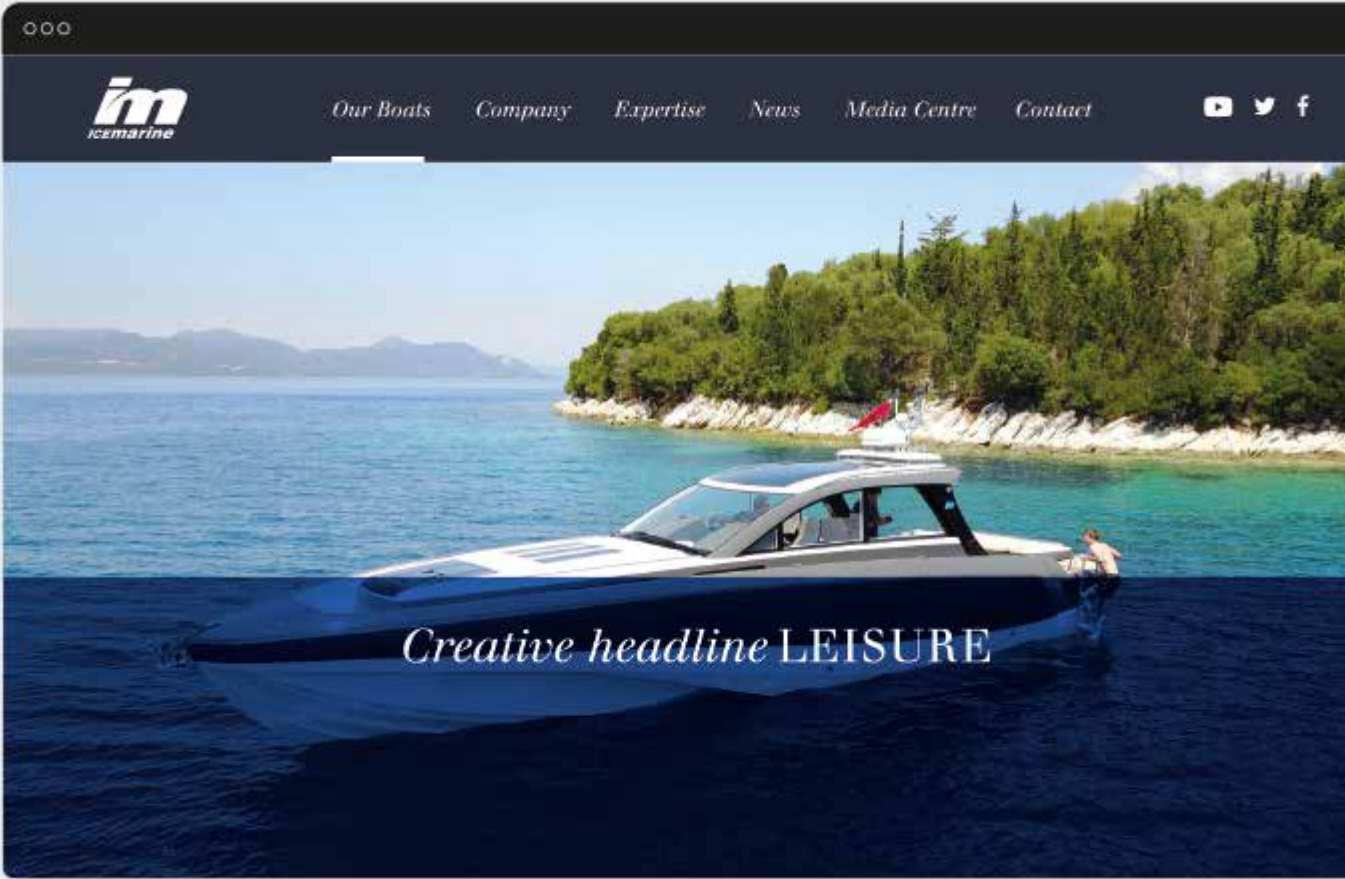 im
ICEmarine
Our Boats Company Expertise News Media Centre Contact
Creative headline LEISURE